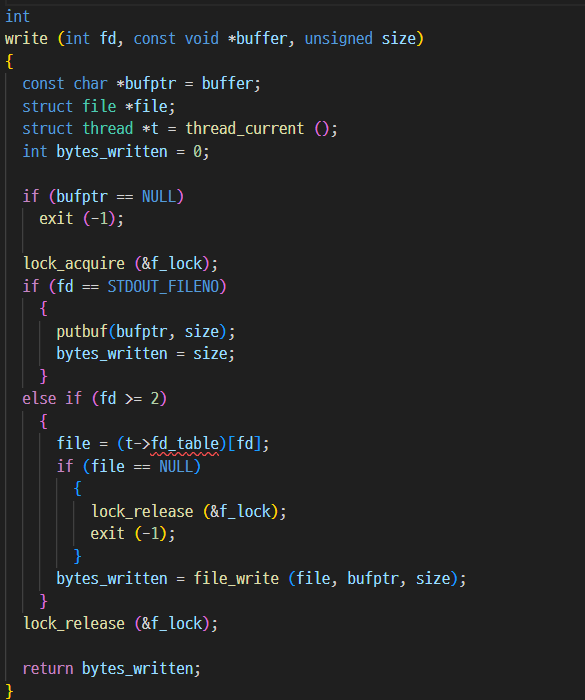 int
write (int fd, const void *buffer, unsigned size)
{
  const char *bufptr = buffer;
  struct file *file;
  struct thread *t = thread_current ();
  int bytes_written = 0;

  if (bufptr == NULL)
    exit (-1);

  lock_acquire (&f_lock);
  if (fd == STDOUT_FILENO)
    {
      putbuf(bufptr, size);
      bytes_written = size;
    }
  else if (fd >= 2)
    {
      file = (t->fd_table)[fd];
      if (file == NULL)
        {
          lock_release (&f_lock);
          exit (-1);
        }
      bytes_written = file_write (file, bufptr, size);
    }
  lock_release (&f_lock);

  return bytes_written;
}